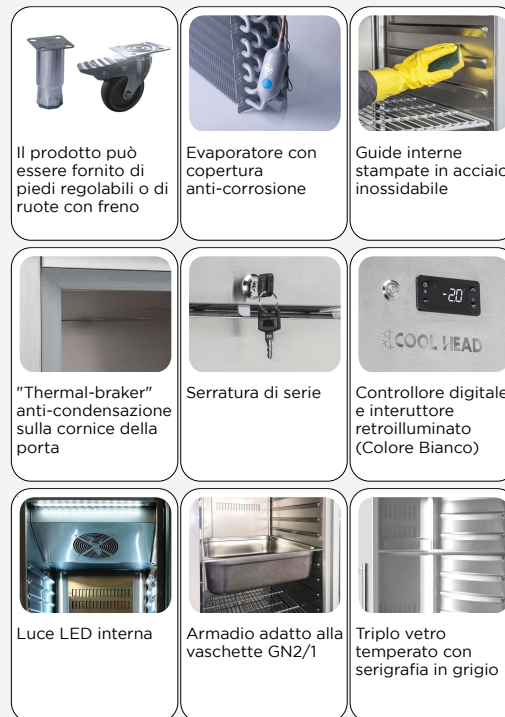 Il prodotto può
essere fornito di
piedi regolabili o di
ruote con freno
Evaporatore con
copertura
anti-corrosione
Guide interne
stampate in acciaio
inossidabile
-20
COOL HEAD
"Thermal-braker"
anti-condensazione
sulla cornice della
porta
Serratura di serie
Controllore digitale
e interuttore
retroilluminato
(Colore Bianco)
Luce LED interna
Armadio adatto alla
vaschette GN2/1
Triplo vetro
temperato con
serigrafia in grigio